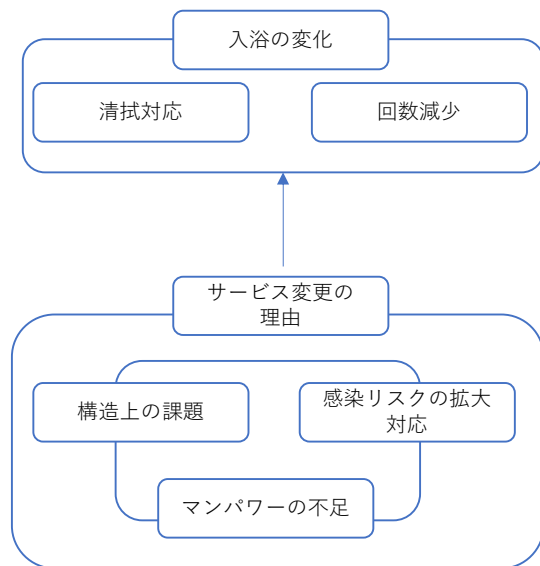 入浴の変化
清拭対応
回数減少
サービス変更の
理由
構造上の課題
感染リスクの拡大
対応
マンパワーの不足